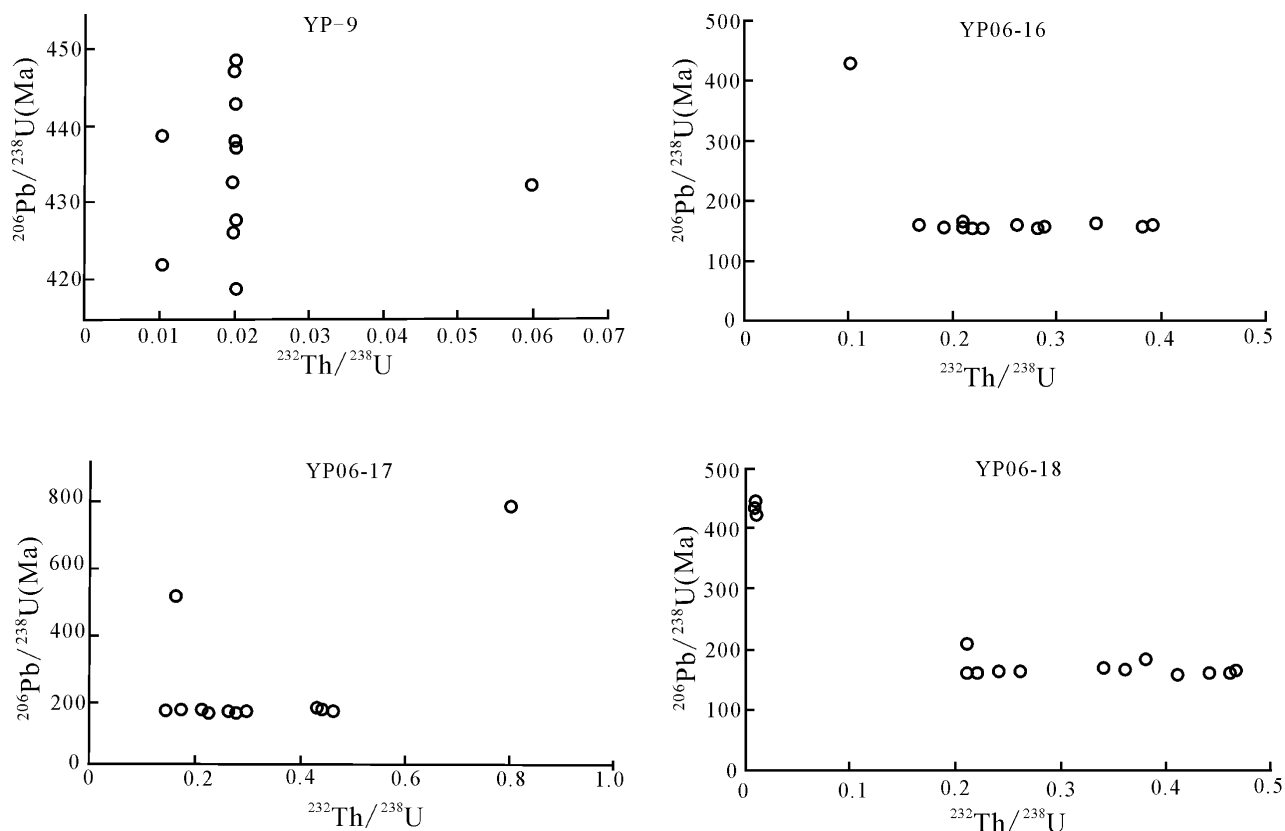 YP-9
²⁰⁶Pb/²³⁸U(Ma)
450
440
430
420
0 0.01 0.02 0.03 0.04 0.05 0.06 0.07
²³²Th/²³⁸U
YP06-16
²⁰⁶Pb/²³⁸U(Ma)
500
400
300
200
100
0
0 0.1 0.2 0.3 0.4 0.5
²³²Th/²³⁸U
YP06-17
²⁰⁶Pb/²³⁸U(Ma)
800
600
400
200
0
0 0.2 0.4 0.6 0.8 1.0
²³²Th/²³⁸U
YP06-18
²⁰⁶Pb/²³⁸U(Ma)
500
400
300
200
100
0
0 0.1 0.2 0.3 0.4 0.5
²³²Th/²³⁸U